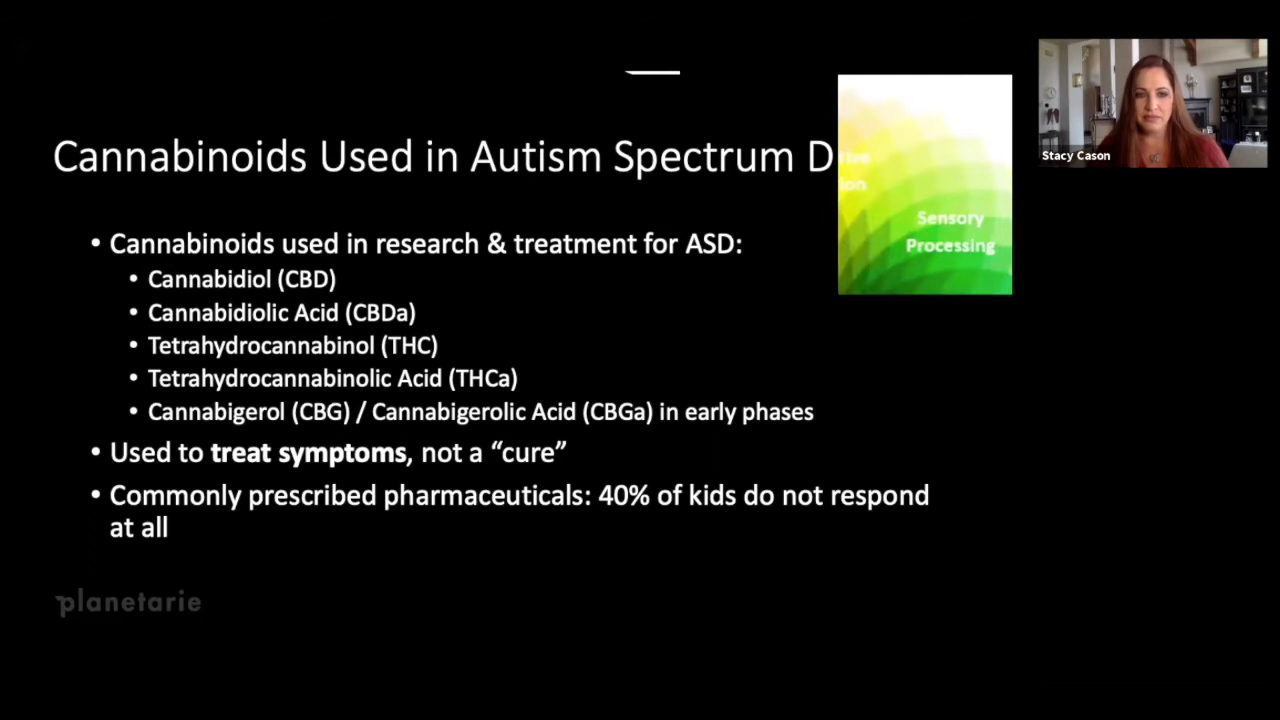 Cannabinoids Used in Autism Spectrum D
Sensory
Processing
Stacy Cason
• Cannabinoids used in research & treatment for ASD:
• Cannabidiol (CBD)
• Cannabidiolic Acid (CBDa)
• Tetrahydrocannabinol (THC)
• Tetrahydrocannabinolic Acid (THCa)
• Cannabigerol (CBG) / Cannabigerolic Acid (CBGa) in early phases
• Used to treat symptoms, not a “cure”
• Commonly prescribed pharmaceuticals: 40% of kids do not respond
at all
planetarie